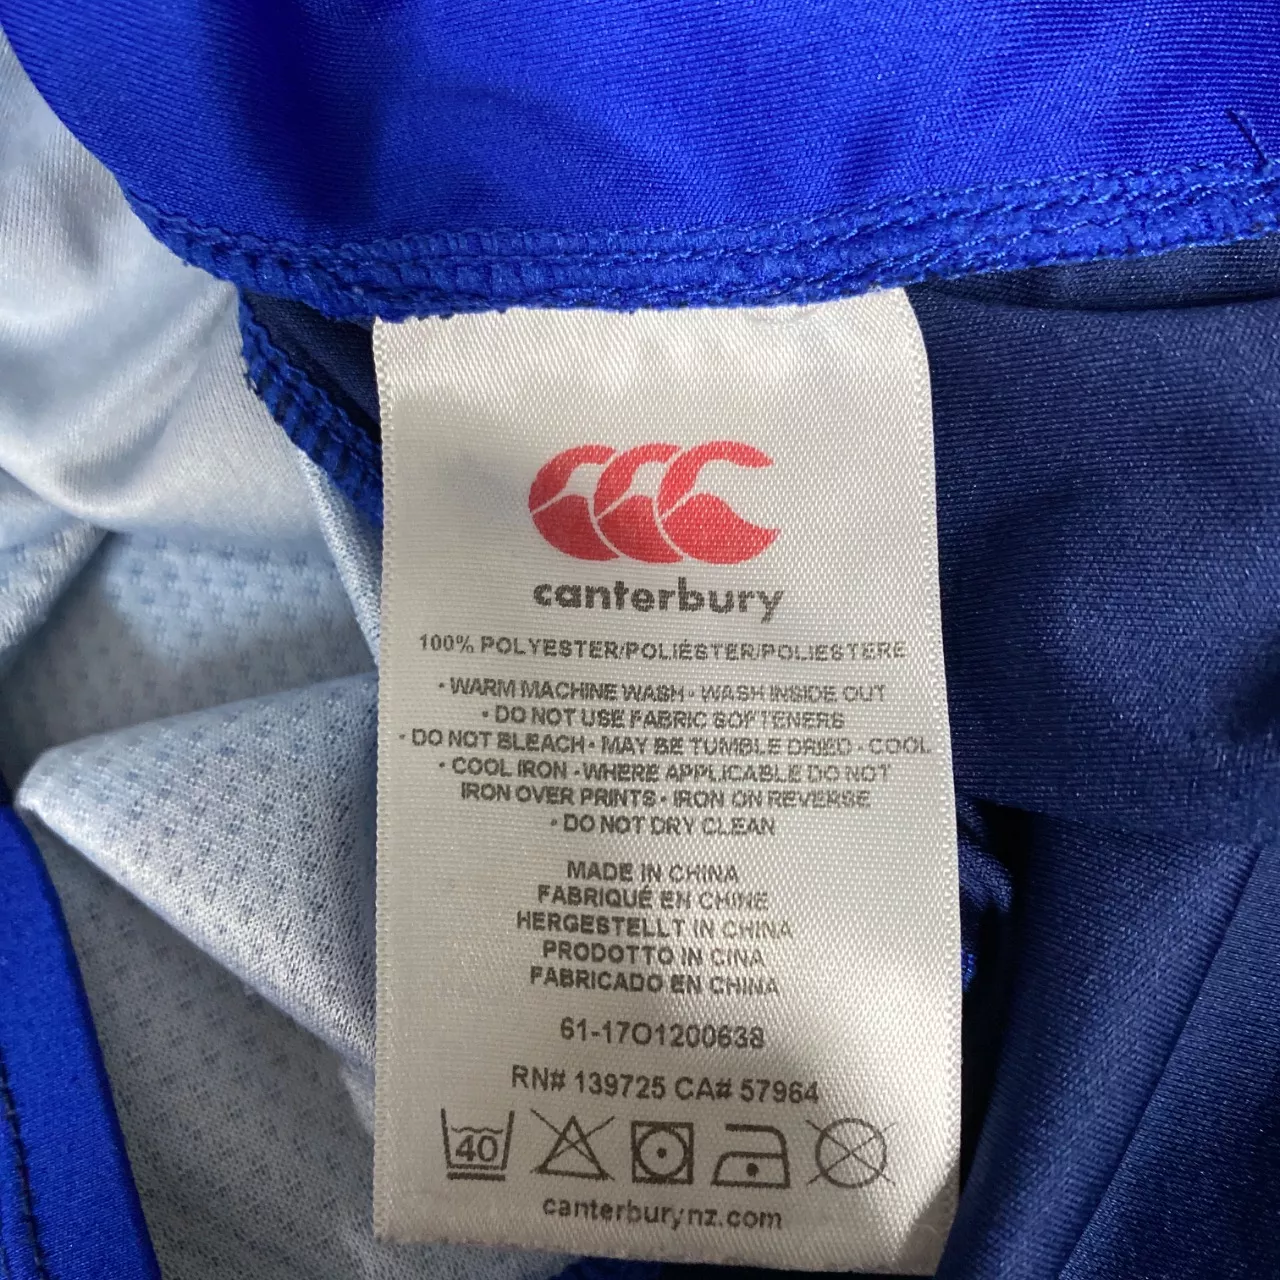 canterbury
100% POLYESTER/POLIÉSTER/POLIESTERE
• WARM MACHINE WASH • WASH INSIDE OUT
• DO NOT USE FABRIC SOFTENERS
• DO NOT BLEACH • MAY BE TUMBLE DRIED - COOL
• COOL IRON - WHERE APPLICABLE DO NOT
IRON OVER PRINTS • IRON ON REVERSE
• DO NOT DRY CLEAN
MADE IN CHINA
FABRIQUÉ EN CHINE
HERGESTELLT IN CHINA
PRODOTTO IN CINA
FABRICADO EN CHINA
61-17O1200638
RN# 139725 CA# 57964
40
canterburynz.com